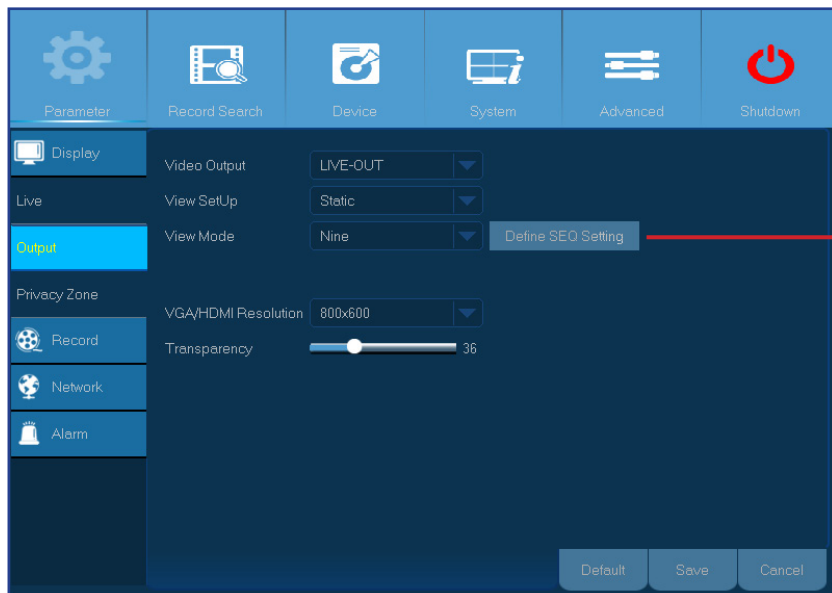 Parameter
Record Search
Device
System
Advanced
Shutdown
Display
Live
Output
Privacy Zone
Record
Network
Alarm
Video Output LIVE-OUT
View SetUp Static
View Mode Nine Define SEQ Setting
VGA/HDMI Resolution 800x600
Transparency 36
Default
Save
Cancel